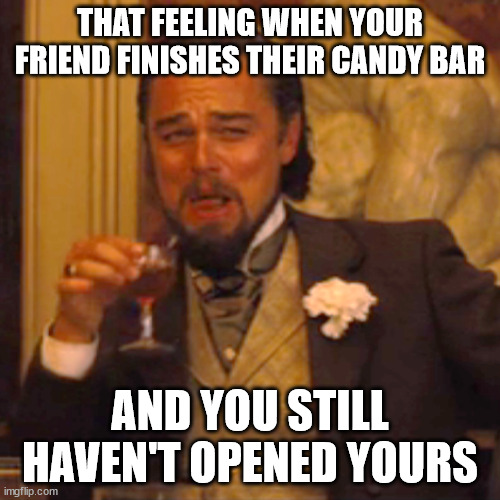 THAT FEELING WHEN YOUR
FRIEND FINISHES THEIR CANDY BAR
AND YOU STILL
HAVEN'T OPENED YOURS
imgflip.com